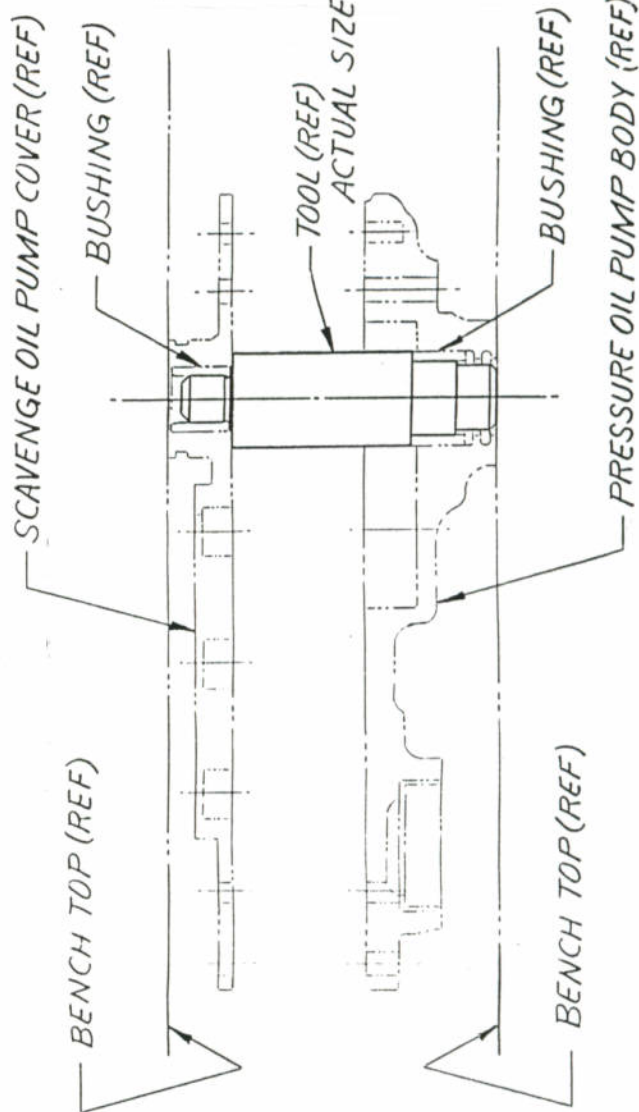 SCAVENGE OIL PUMP COVER (REF)
BUSHING (REF)
TOOL (REF)
ACTUAL SIZE
BUSHING (REF)
PRESSURE OIL PUMP BODY (REF)
BENCH TOP (REF)
BENCH TOP (REF)